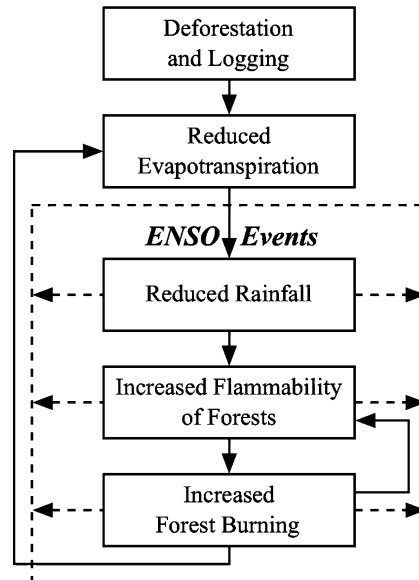 Deforestation
and Logging
Reduced
Evapotranspiration
ENSO Events
Reduced Rainfall
Increased Flammability
of Forests
Increased
Forest Burning